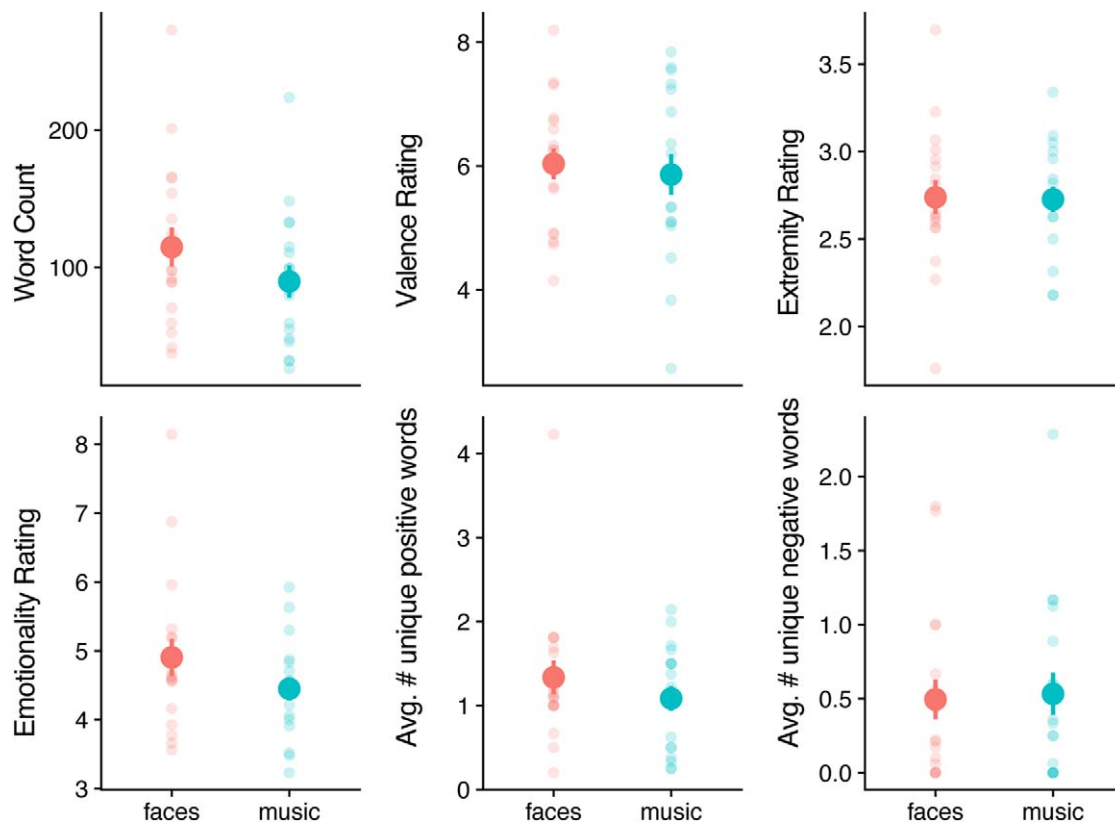 Word Count
200
100
Valence Rating
8
6
4
Extremity Rating
3.5
3.0
2.5
2.0
Emotionality Rating
8
7
6
5
4
3
faces music
Avg. # unique positive words
4
3
2
1
0
faces music
Avg. # unique negative words
2.0
1.5
1.0
0.5
0.0
faces music